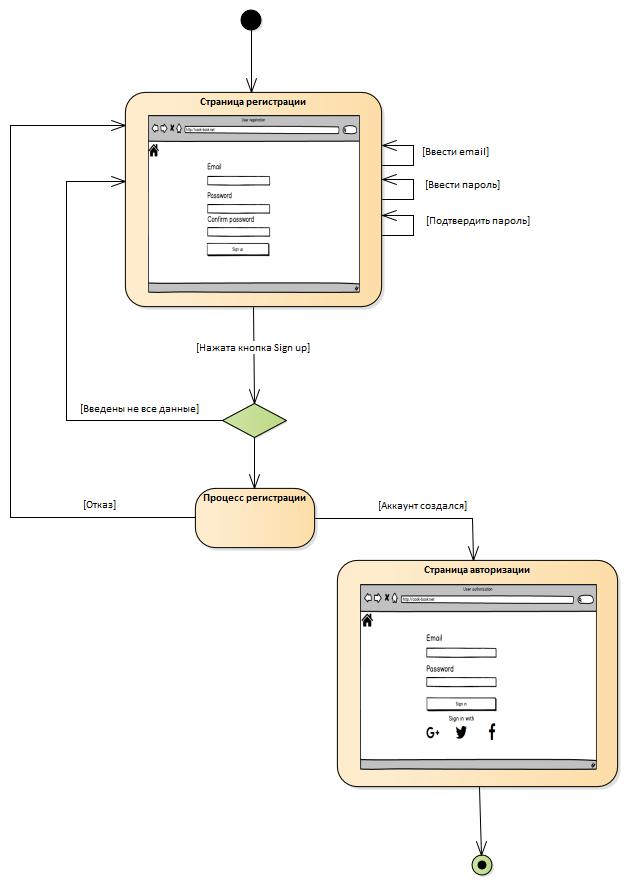 Страница регистрации
User registration
http://cook-book.net
[Ввести email]
Email
[Ввести пароль]
Password
Confirm password
[Подтвердить пароль]
Sign up
[Нажата кнопка Sign up]
[Введены не все данные]
Процесс регистрации
[Отказ]
[Аккаунт создался]
Страница авторизации
User authorization
http://cook-book.net
Email
Password
Sign in
Sign in with
G+